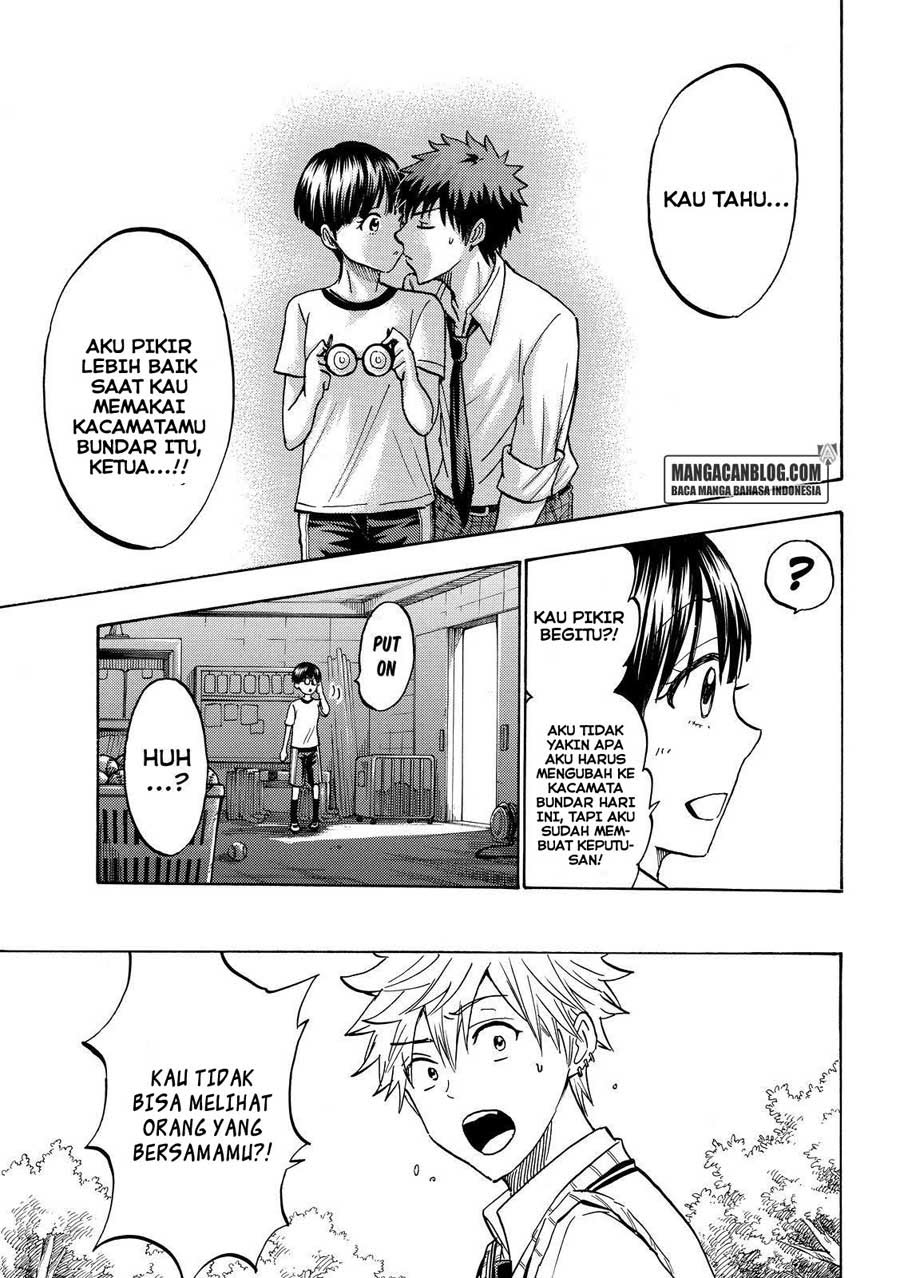 KAU TAHU...
AKU PIKIR
LEBIH BAIK
SAAT KAU
MEMAKAI
KACAMATAMU
BUNDAR ITU,
KETUA...!!
MANGACANBLOG.COM
BACA MANGA BAHASA INDONESIA
?
KAU PIKIR
BEGITU?!
AKU TIDAK
YAKIN APA
AKU HARUS
MENGUBAH KE
KACAMATA
BUNDAR HARI
INI, TAPI AKU
SUDAH MEM-
BUAT KEPUTU-
SAN!
PUT
ON
HUH
...?
KAU TIDAK
BISA MELIHAT
ORANG YANG
BERSAMAMU?!